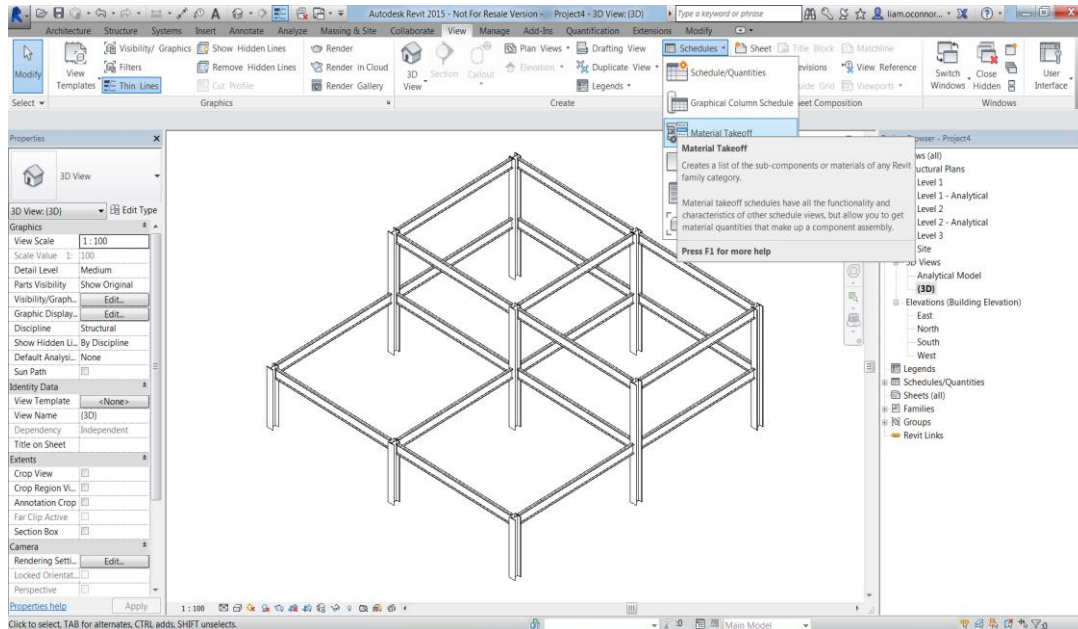 Autodesk Revit 2015 - Not For Resale Version - Project4 - 3D View: {3D}
Type a keyword or phrase
liam.oconnor...
Architecture Structure Systems Insert Annotate Analyze Massing & Site Collaborate View Manage Add-Ins Quantification Extensions Modify
Modify
View Templates
Visibility/ Graphics
Filters
Thin Lines
Show Hidden Lines
Remove Hidden Lines
Cut Profile
Render
Render in Cloud
Render Gallery
3D View
Section
Callout
Plan Views
Elevation
Drafting View
Duplicate View
Legends
Schedules
Sheet
Title Block
Matchline
View Reference
Viewports
Switch Windows
Close Hidden
User Interface
Select
Graphics
Create
Windows
Schedule/Quantities
Graphical Column Schedule
Material Takeoff
Material Takeoff
Creates a list of the sub-components or materials of any Revit
family category.
Material takeoff schedules have all the functionality and
characteristics of other schedule views, but allow you to get
material quantities that make up a component assembly.
Press F1 for more help
Properties
3D View
3D View: {3D}
Edit Type
Graphics
View Scale 1 : 100
Scale Value 1: 100
Detail Level Medium
Parts Visibility Show Original
Visibility/Graph... Edit...
Graphic Display... Edit...
Discipline Structural
Show Hidden Li... By Discipline
Default Analysi... None
Sun Path
Identity Data
View Template <None>
View Name {3D}
Dependency Independent
Title on Sheet
Extents
Crop View
Crop Region Vi...
Annotation Crop
Far Clip Active
Section Box
Camera
Rendering Setti... Edit...
Locked Orientat...
Perspective
Properties help
Apply
Browser - Project4
ws (all)
uctural Plans
Level 1
Level 1 - Analytical
Level 2
Level 2 - Analytical
Level 3
Site
3D Views
Analytical Model
{3D}
Elevations (Building Elevation)
East
North
South
West
Legends
Schedules/Quantities
Sheets (all)
Families
Groups
Revit Links
1 : 100
Click to select, TAB for alternates, CTRL adds, SHIFT unselects.
:0
Main Model
:0